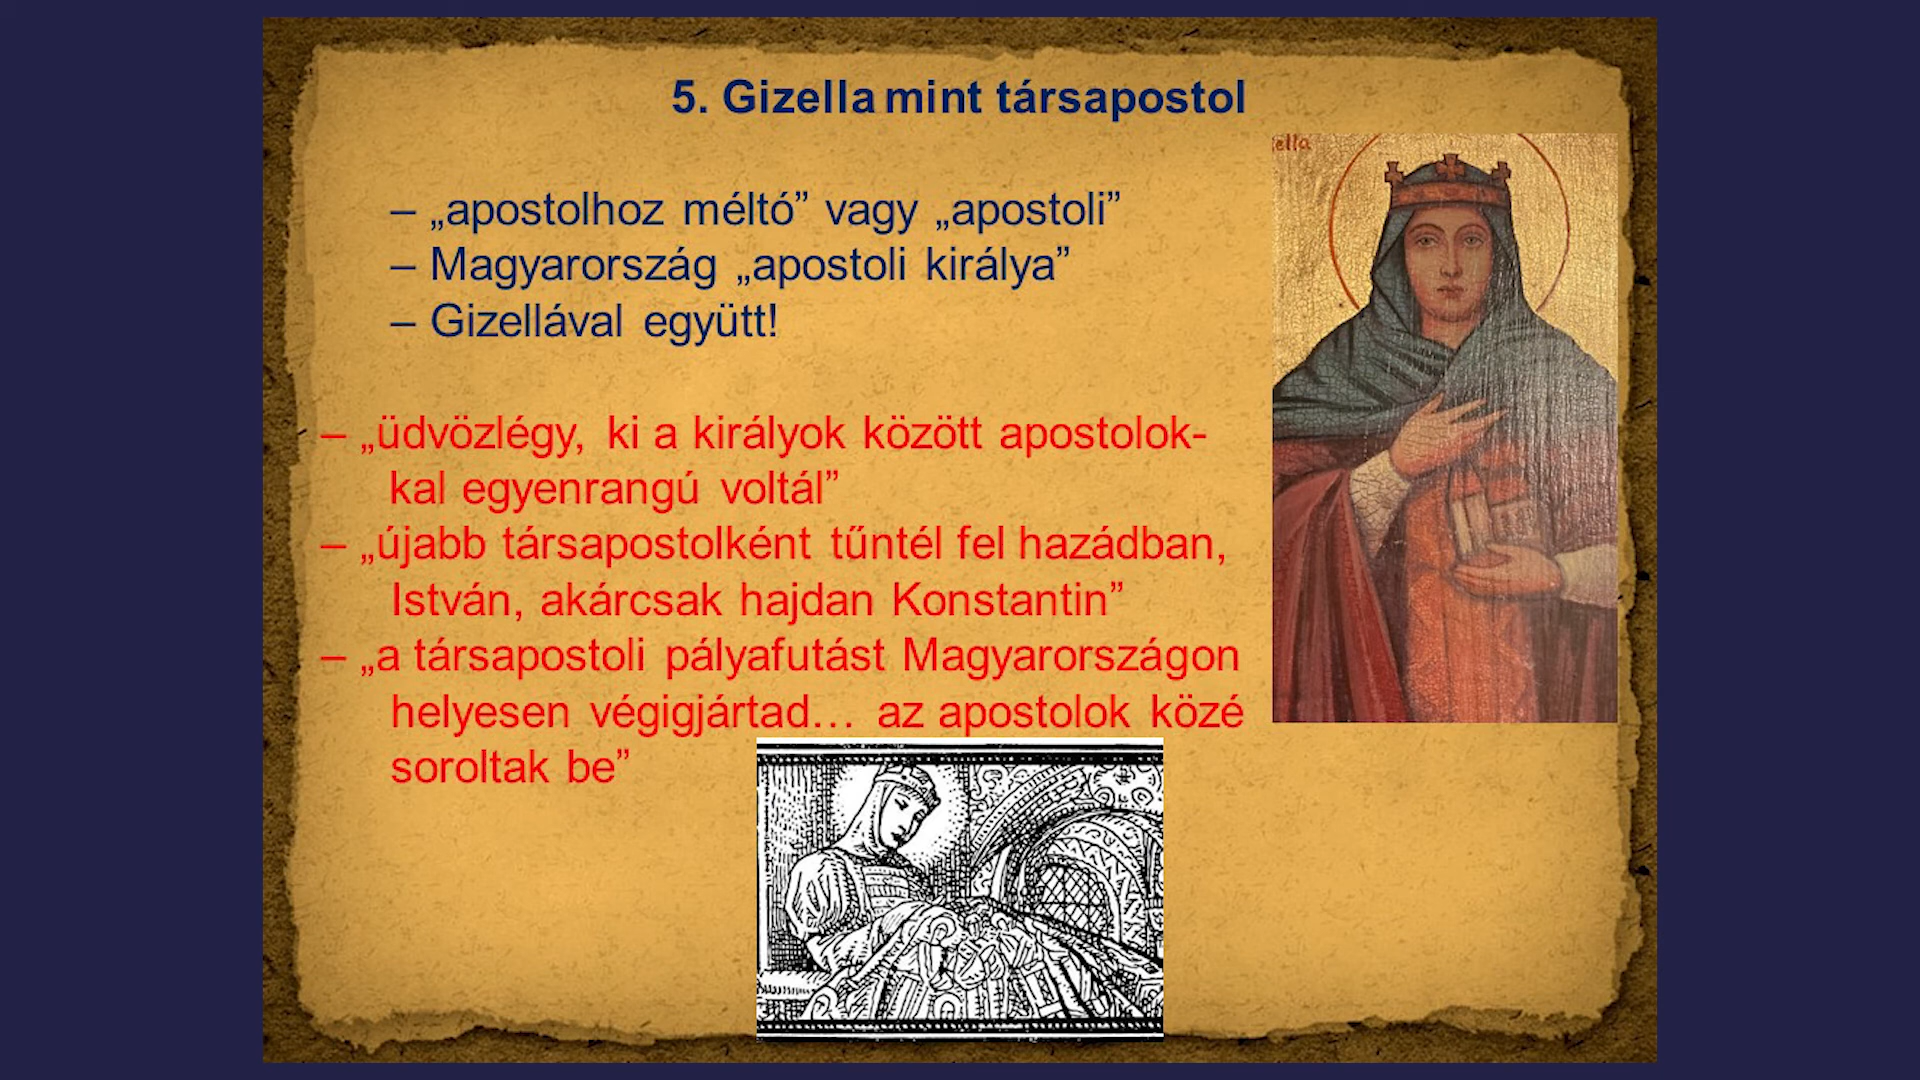 5. Gizella mint társapostol
– „apostolhoz méltó” vagy „apostoli”
– Magyarország „apostoli királya”
– Gizellával együtt!
– „üdvözlégy, ki a királyok között apostolok-
kal egyenrangú voltál”
– „újabb társapostolként tűntél fel hazádban,
István, akárcsak hajdan Konstantin”
– „a társapostoli pályafutást Magyarországon
helyesen végigjártad… az apostolok közé
soroltak be”
ella